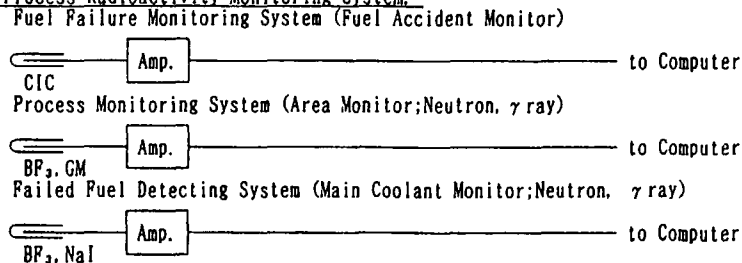 Process Radioactivity Monitoring System.
Fuel Failure Monitoring System (Fuel Accident Monitor)
Amp. to Computer
CIC
Process Monitoring System (Area Monitor;Neutron, γ ray)
Amp. to Computer
BF₃, GM
Failed Fuel Detecting System (Main Coolant Monitor;Neutron, γ ray)
Amp. to Computer
BF₃, NaI